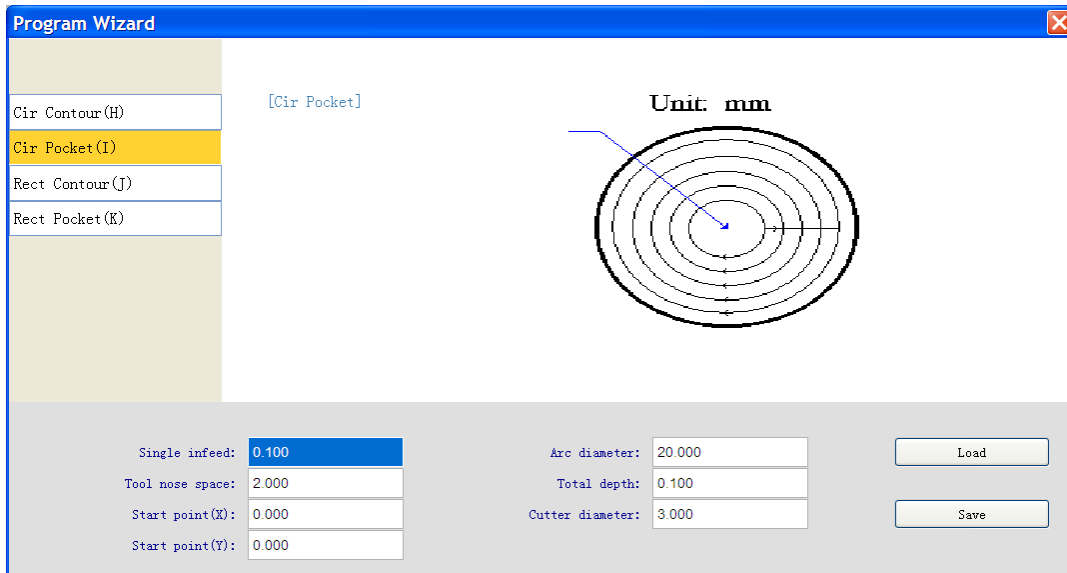 Program Wizard
Cir Contour(H)
Cir Pocket(I)
Rect Contour(J)
Rect Pocket(K)
[Cir Pocket]
Unit: mm
Single infeed: 0.100
Tool nose space: 2.000
Start point(X): 0.000
Start point(Y): 0.000
Arc diameter: 20.000
Total depth: 0.100
Cutter diameter: 3.000
Load
Save